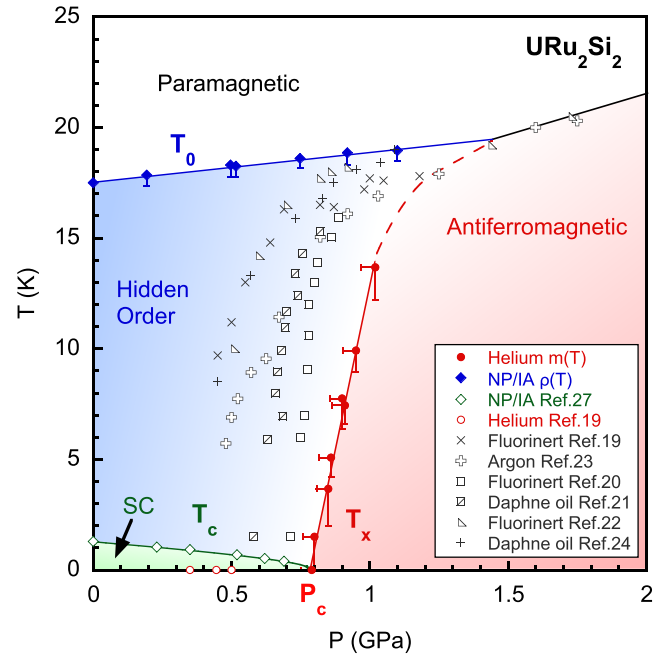 URu2Si2
Paramagnetic
T0
Antiferromagnetic
Hidden
Order
SC
Tc
Tx
Pc
Helium m(T)
NP/IA ρ(T)
NP/IA Ref.27
Helium Ref.19
Fluorinert Ref.19
Argon Ref.23
Fluorinert Ref.20
Daphne oil Ref.21
Fluorinert Ref.22
Daphne oil Ref.24
T (K)
25
20
15
10
5
0
0
0.5
1
1.5
2
P (GPa)